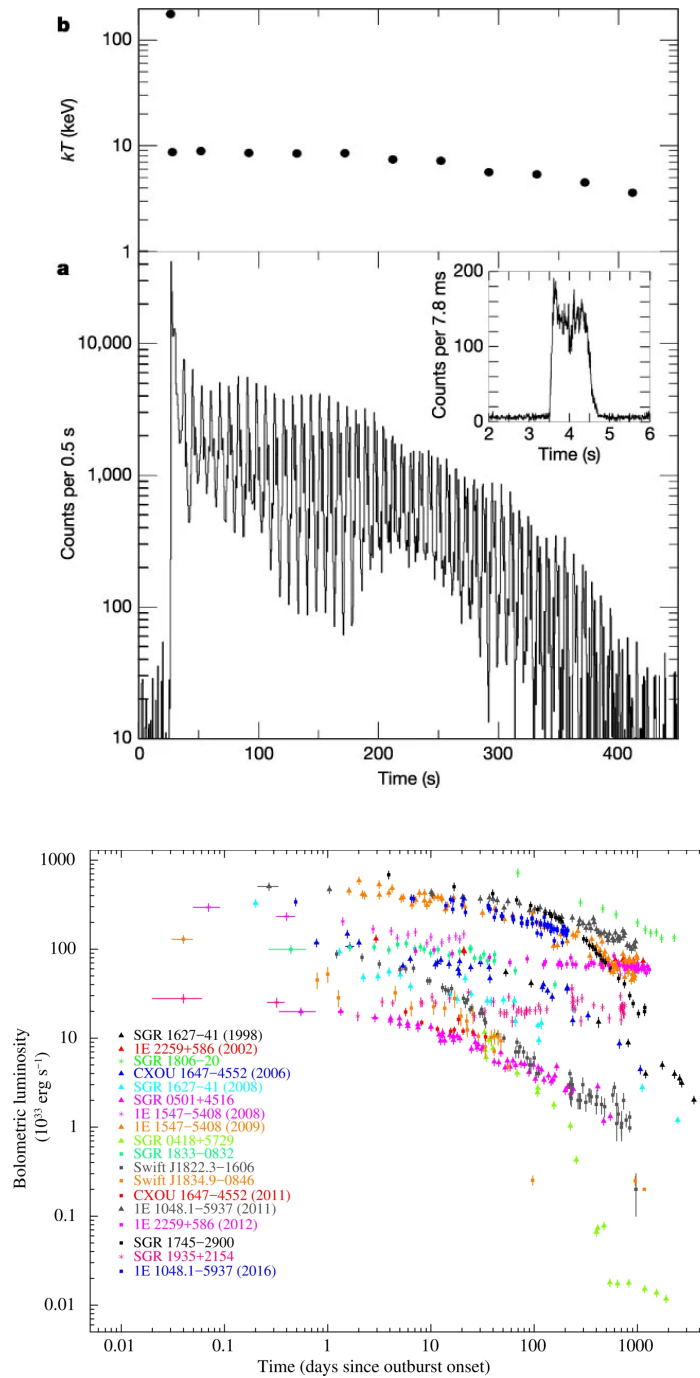 b
100
10
1
kT (keV)
a
10,000
1,000
100
10
Counts per 0.5 s
0
100
200
300
400
Time (s)
200
160
120
80
40
0
Counts per 7.8 ms
2
3
4
5
6
Time (s)
1000
100
10
1
0.1
0.01
Bolometric luminosity
(10³³ erg s⁻¹)
SGR 1627−41 (1998)
1E 2259+586 (2002)
SGR 1806−20
CXOU 1647−4552 (2006)
SGR 1627−41 (2008)
SGR 0501+4516
1E 1547−5408 (2008)
1E 1547−5408 (2009)
SGR 0418+5729
SGR 1833−0832
Swift J1822.3−1606
Swift J1834.9−0846
CXOU 1647−4552 (2011)
1E 1048.1−5937 (2011)
1E 2259+586 (2012)
SGR 1745−2900
SGR 1935+2154
1E 1048.1−5937 (2016)
0.01
0.1
1
10
100
1000
Time (days since outburst onset)